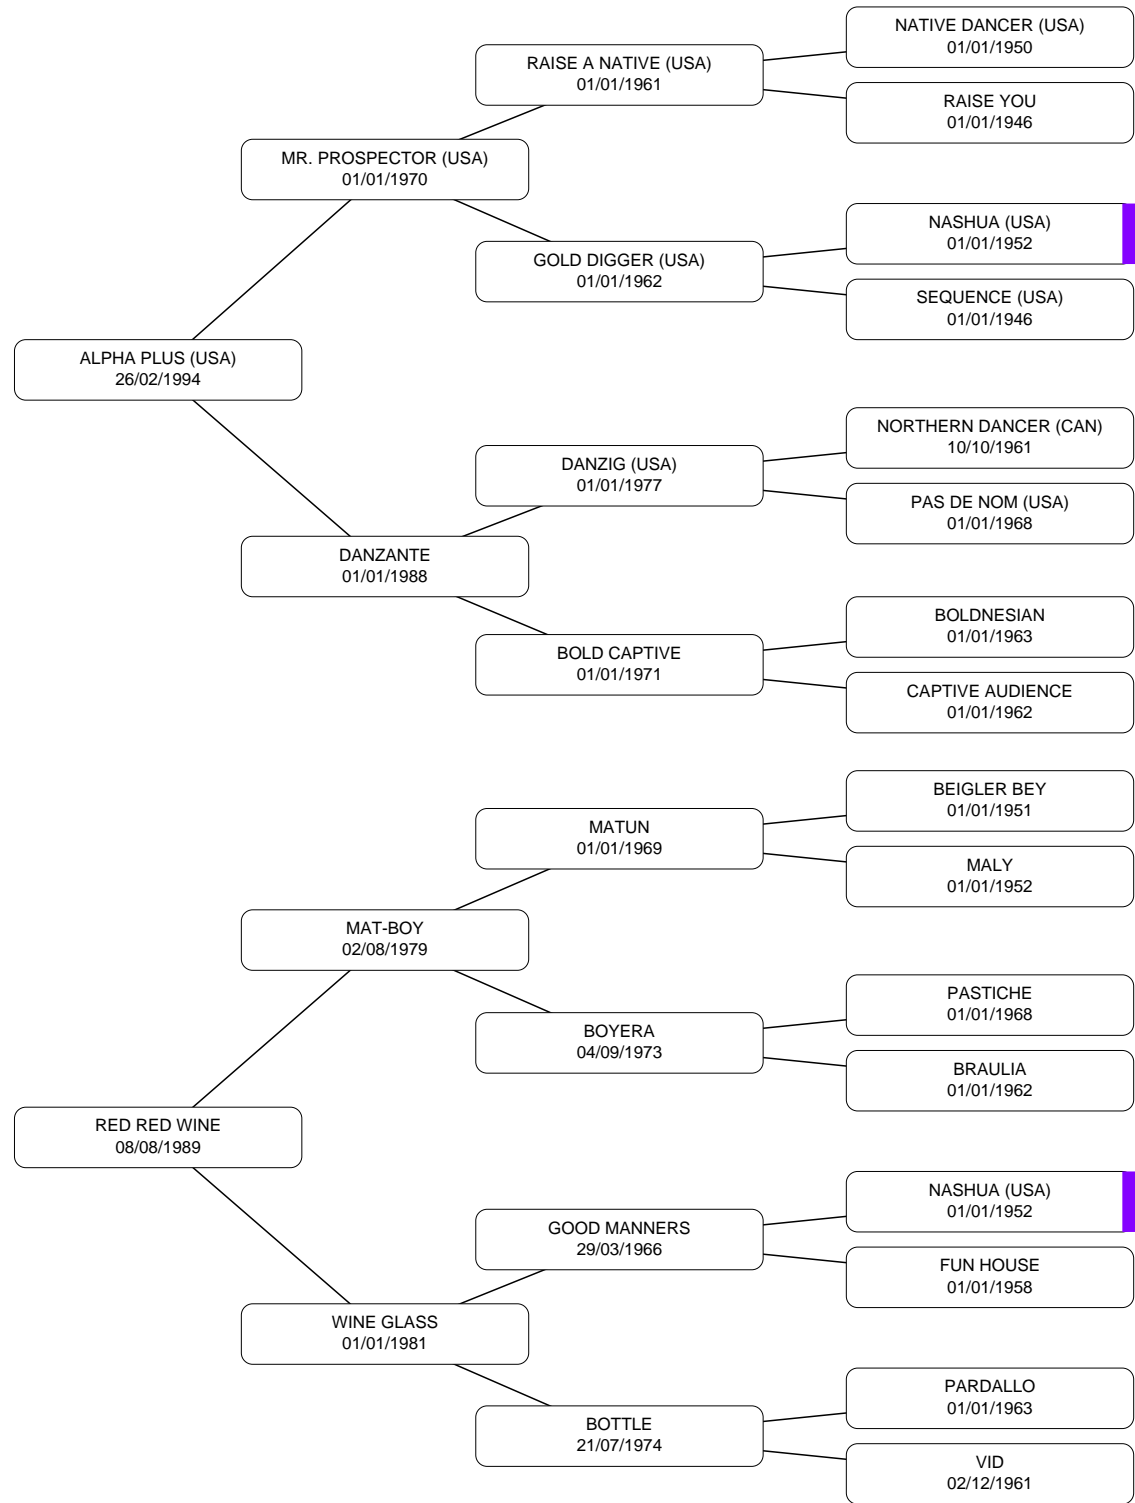 NATIVE DANCER (USA)
01/01/1950
RAISE A NATIVE (USA)
01/01/1961
RAISE YOU
01/01/1946
MR. PROSPECTOR (USA)
01/01/1970
NASHUA (USA)
01/01/1952
GOLD DIGGER (USA)
01/01/1962
SEQUENCE (USA)
01/01/1946
ALPHA PLUS (USA)
26/02/1994
NORTHERN DANCER (CAN)
10/10/1961
DANZIG (USA)
01/01/1977
PAS DE NOM (USA)
01/01/1968
DANZANTE
01/01/1988
BOLDNESIAN
01/01/1963
BOLD CAPTIVE
01/01/1971
CAPTIVE AUDIENCE
01/01/1962
BEIGLER BEY
01/01/1951
MATUN
01/01/1969
MALY
01/01/1952
MAT-BOY
02/08/1979
PASTICHE
01/01/1968
BOYERA
04/09/1973
BRAULIA
01/01/1962
RED RED WINE
08/08/1989
NASHUA (USA)
01/01/1952
GOOD MANNERS
29/03/1966
FUN HOUSE
01/01/1958
WINE GLASS
01/01/1981
PARDALLO
01/01/1963
BOTTLE
21/07/1974
VID
02/12/1961